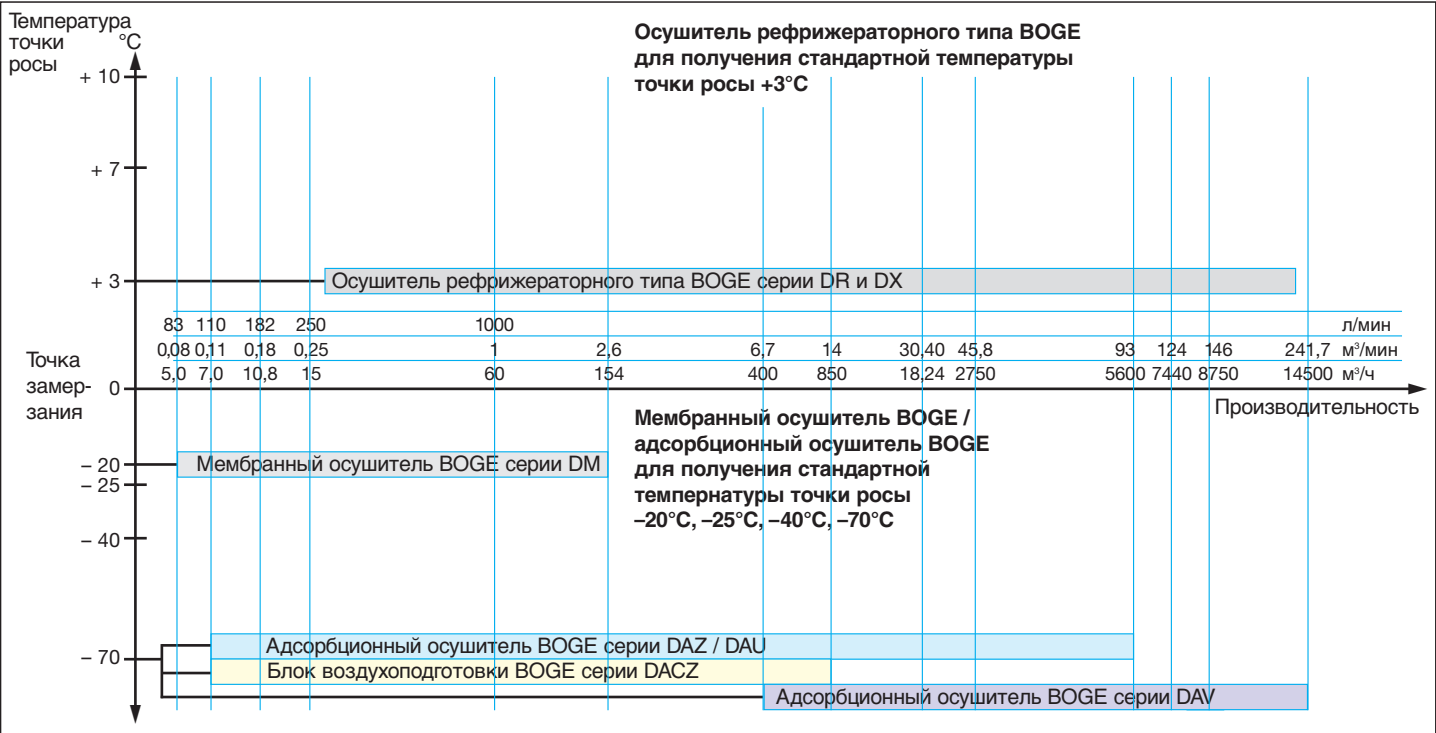 Температура
точки °C
росы
Осушитель рефрижераторного типа BOGE
для получения стандартной температуры
точки росы +3°C
+ 10
+ 7
+ 3
Осушитель рефрижераторного типа BOGE серии DR и DX
83 110 182 250 1000 л/мин
0,08 0,11 0,18 0,25 1 2,6 6,7 14 30,40 45,8 93 124 146 241,7 м³/мин
5,0 7,0 10,8 15 60 154 400 850 18,24 2750 5600 7440 8750 14500 м³/ч
Точка
замер-
зания
0
Производительность
Мембранный осушитель BOGE /
адсорбционный осушитель BOGE
для получения стандартной
темпернатуры точки росы
–20°C, –25°C, –40°C, –70°C
– 20
Мембранный осушитель BOGE серии DM
– 25
– 40
– 70
Адсорбционный осушитель BOGE серии DAZ / DAU
Блок воздухоподготовки BOGE серии DACZ
Адсорбционный осушитель BOGE серии DAV